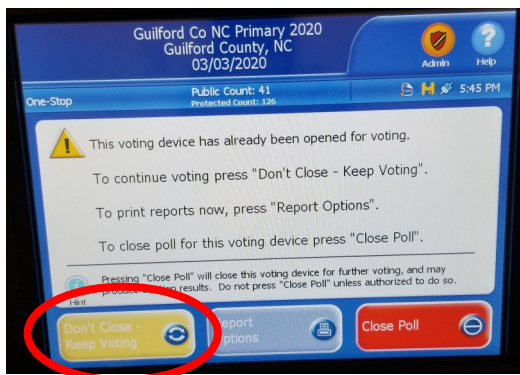 Guilford Co NC Primary 2020
Guilford County, NC
03/03/2020
Admin
Help
One-Stop
Public Count: 41
Protected Count: 126
5:45 PM
This voting device has already been opened for voting.
To continue voting press "Don't Close - Keep Voting".
To print reports now, press "Report Options".
To close poll for this voting device press "Close Poll".
Hint
Pressing "Close Poll" will close this voting device for further voting, and may
produce election results. Do not press "Close Poll" unless authorized to do so.
Don't Close -
Keep Voting
Report
Options
Close Poll